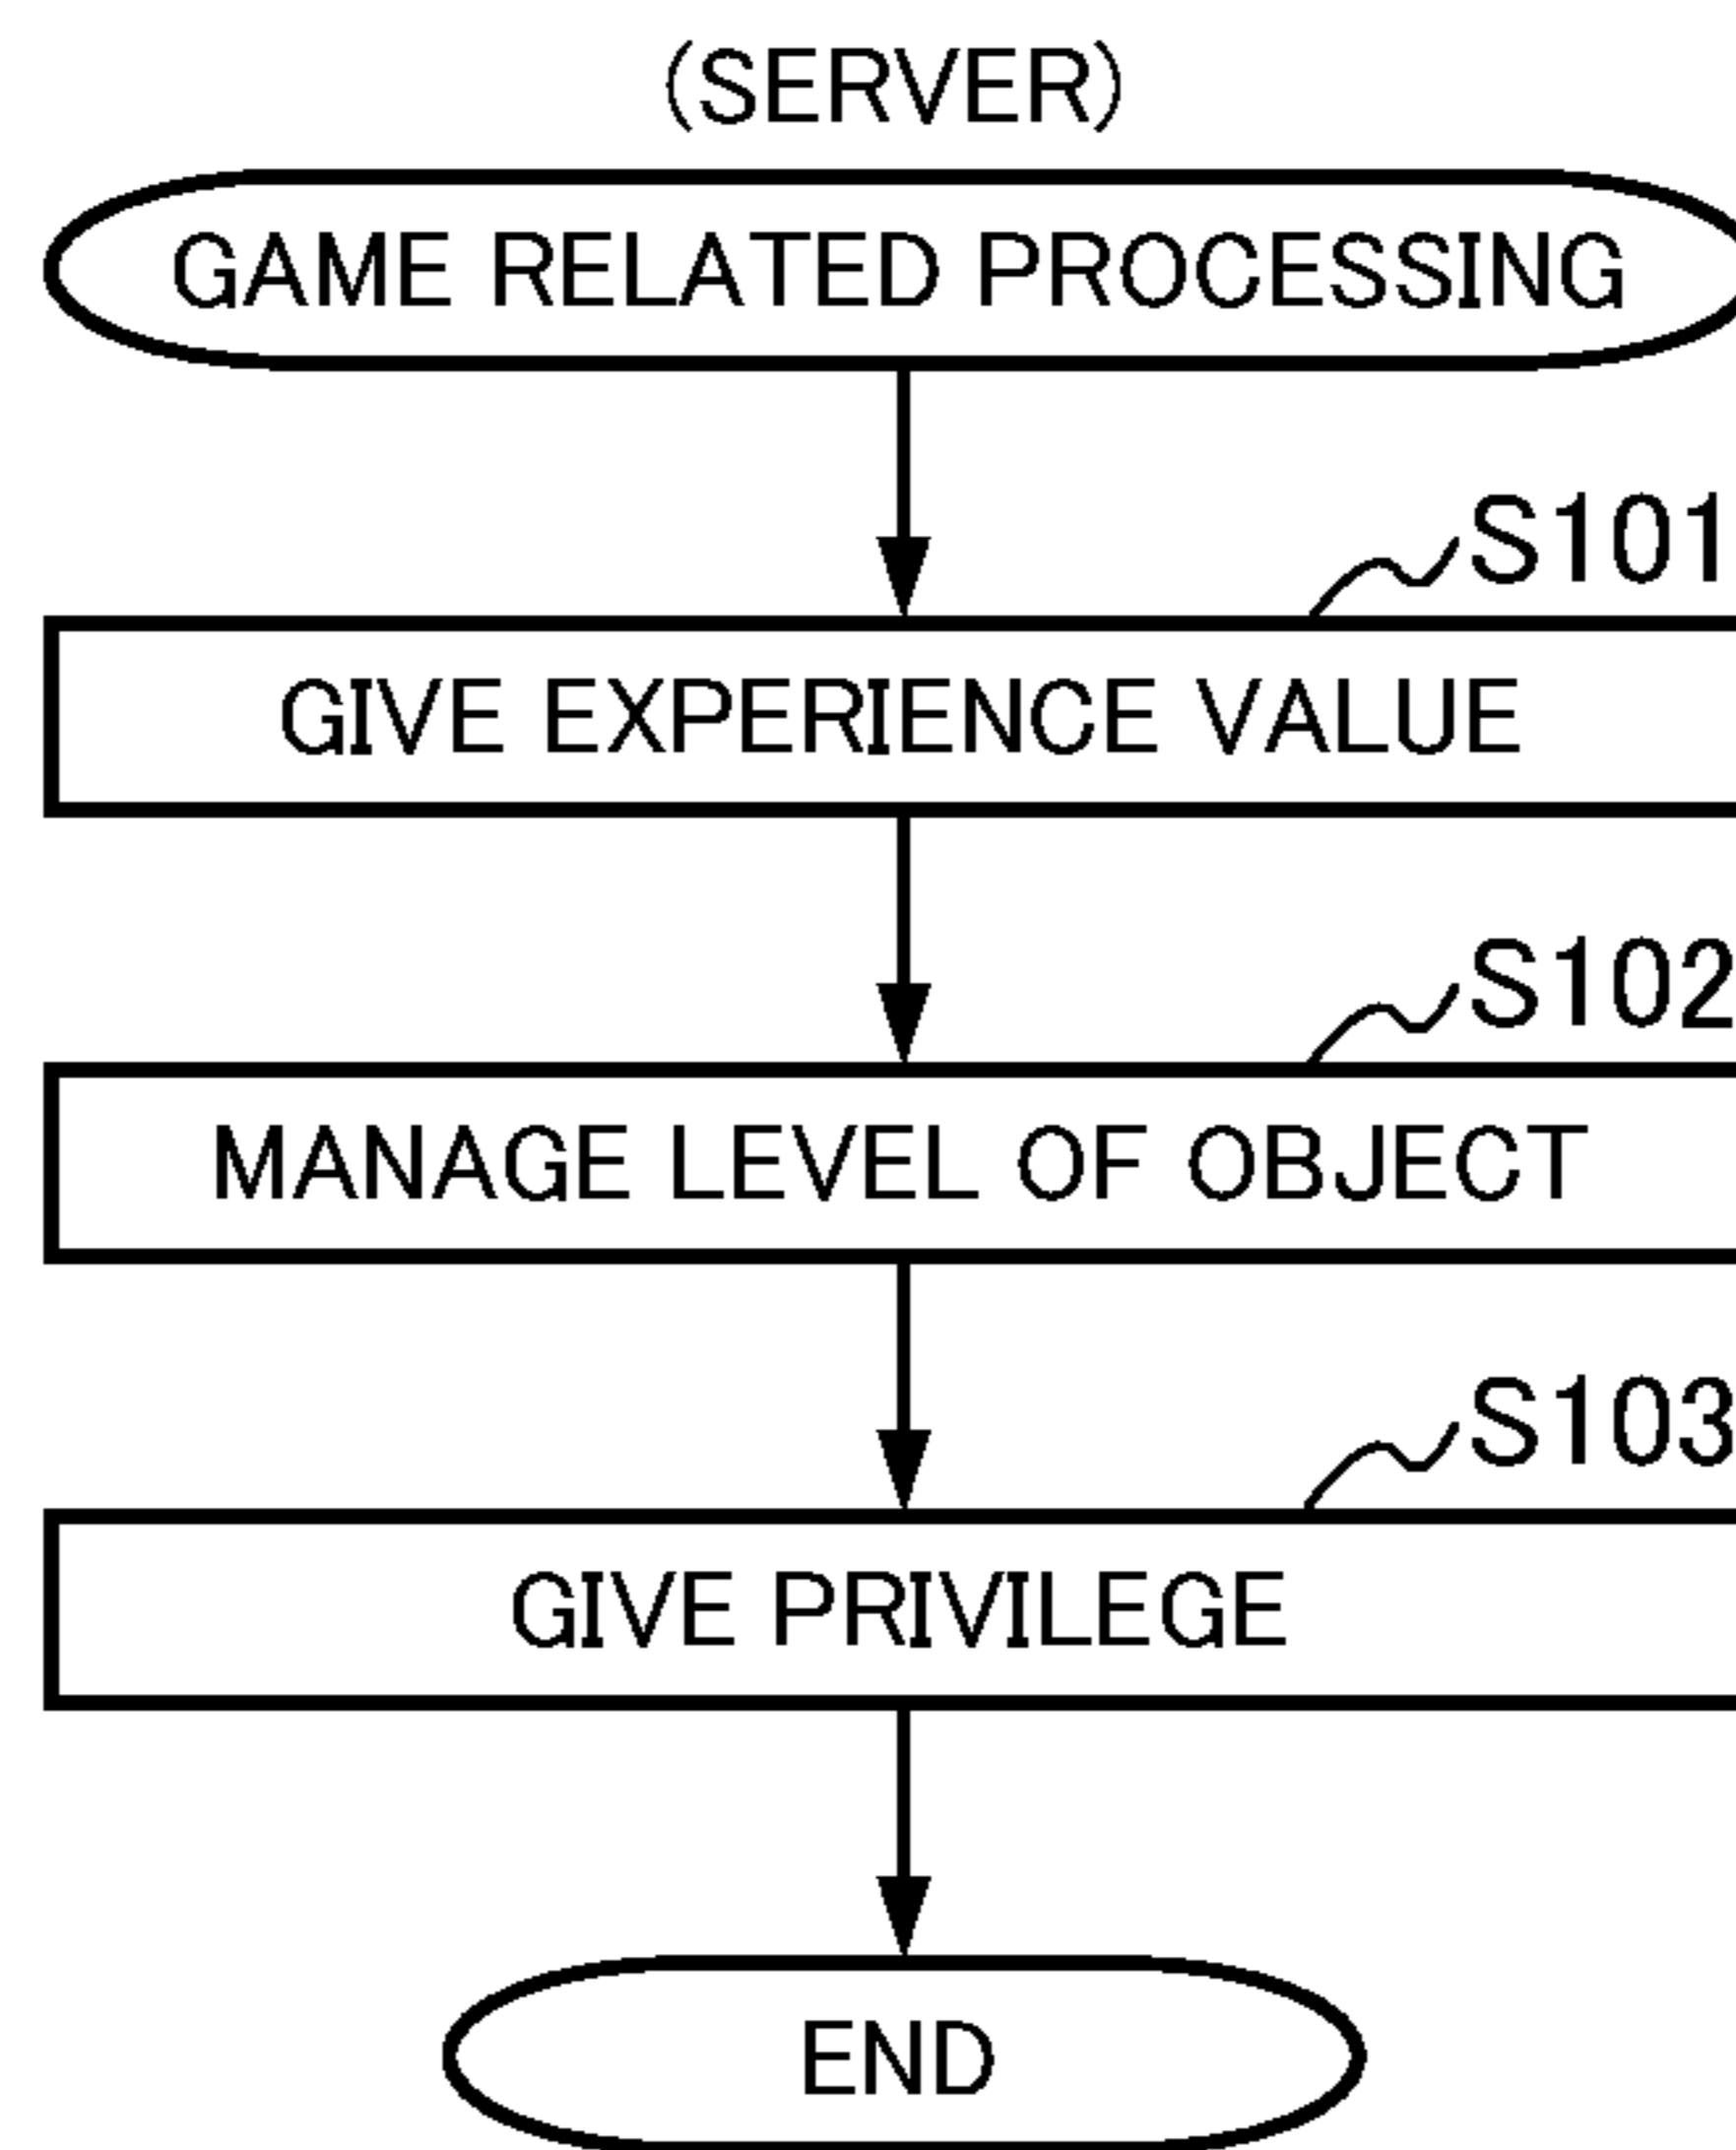 (SERVER)
GAME RELATED PROCESSING
S101
GIVE EXPERIENCE VALUE
S102
MANAGE LEVEL OF OBJECT
S103
GIVE PRIVILEGE
END